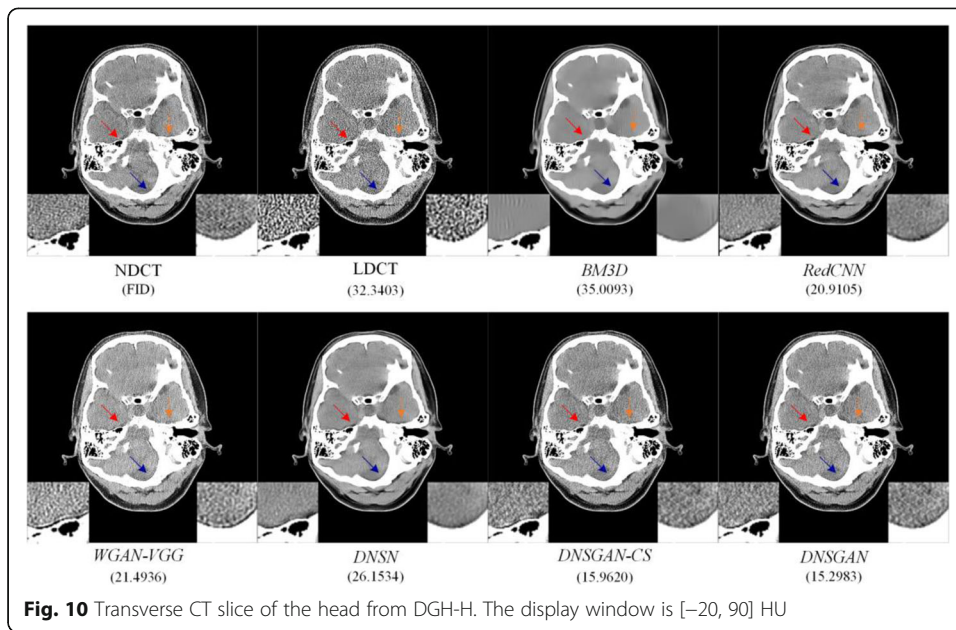 NDCT LDCT BM3D RedCNN
(FID) (32.3403) (35.0093) (20.9105)
WGAN-VGG DNSN DNSGAN-CS DNSGAN
(21.4936) (26.1534) (15.9620) (15.2983)
Fig. 10 Transverse CT slice of the head from DGH-H. The display window is [−20, 90] HU